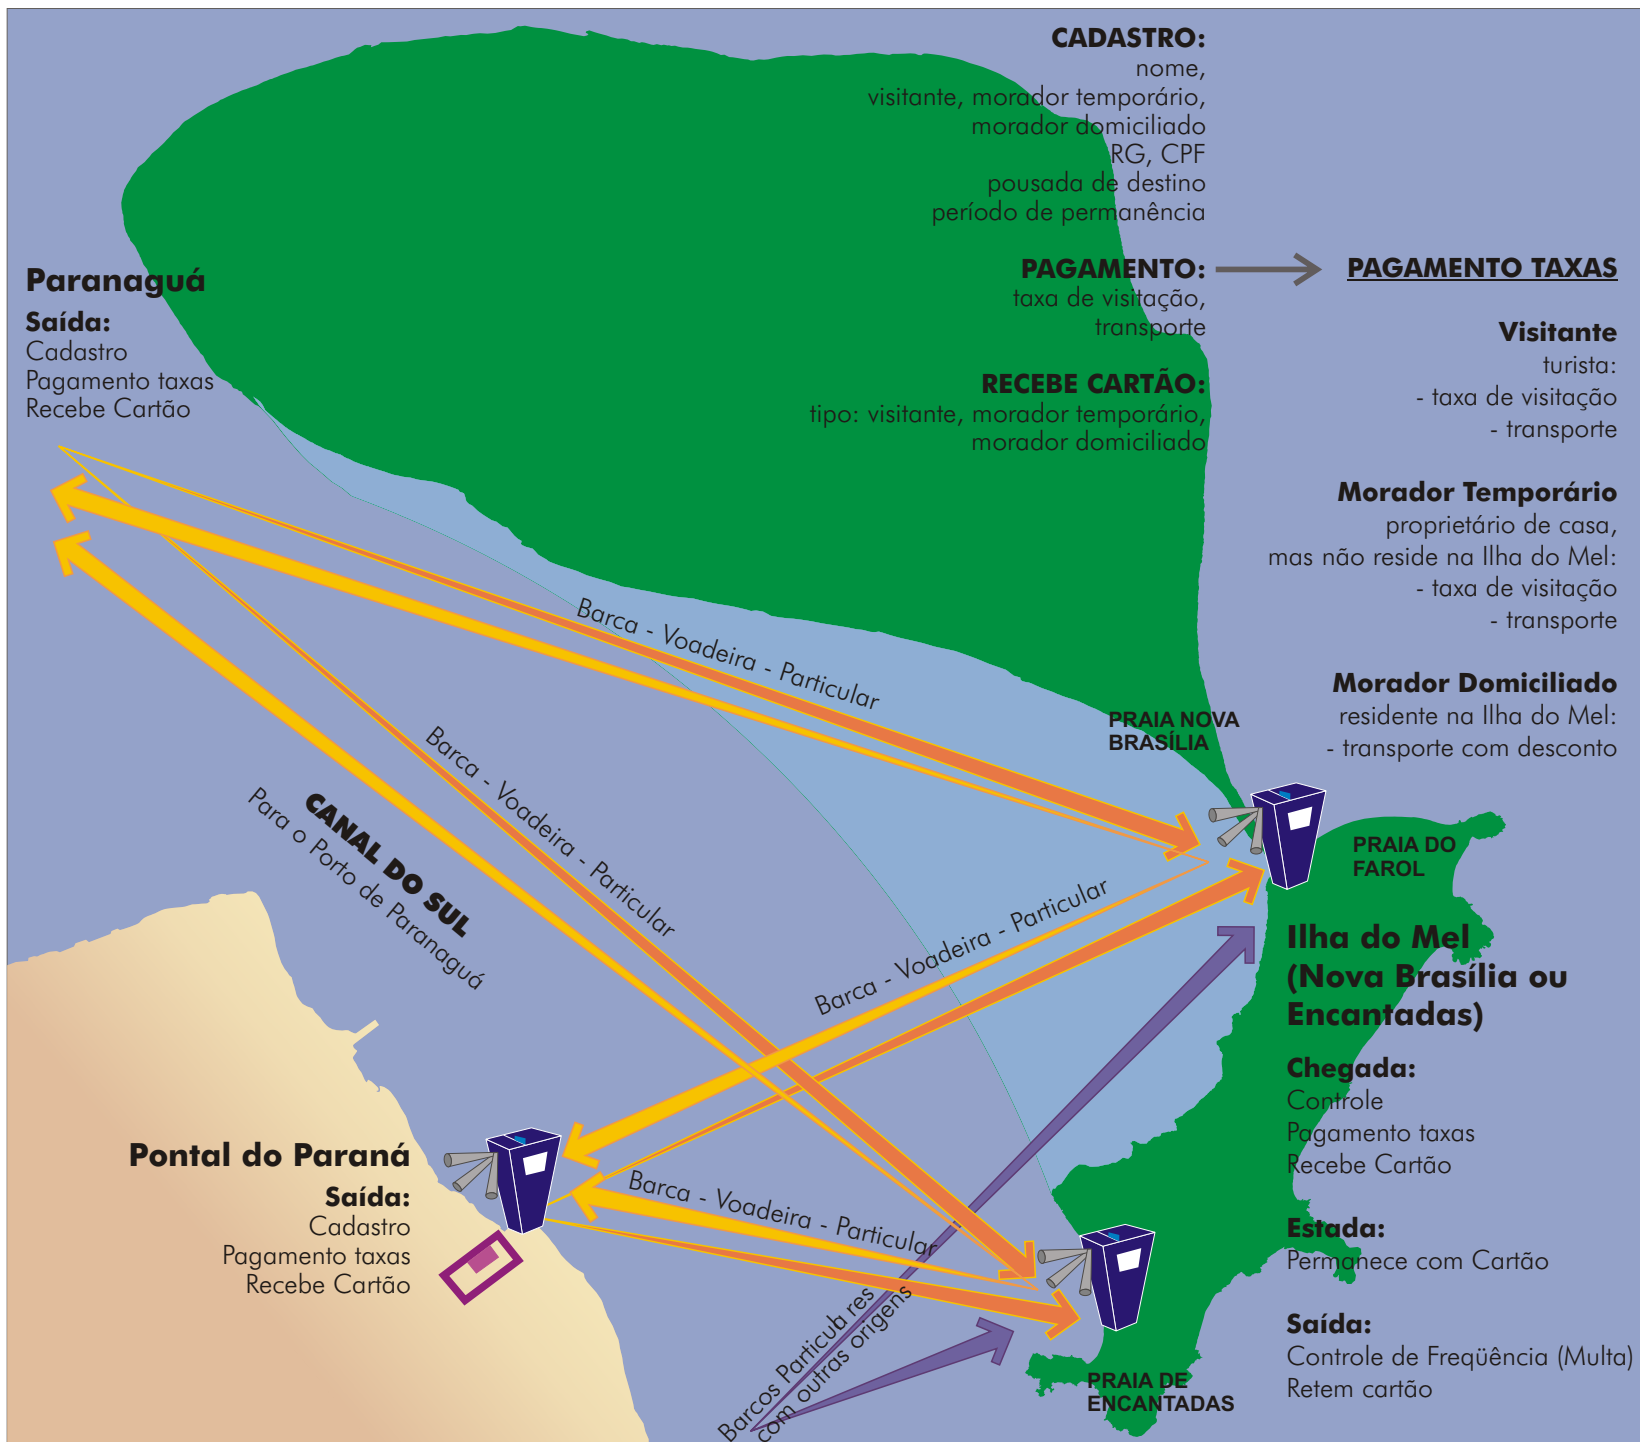 CADASTRO:
nome,
visitante, morador temporário,
morador domiciliado
RG, CPF
pousada de destino
período de permanência
PAGAMENTO:
taxa de visitação,
transporte
RECEBE CARTÃO:
tipo: visitante, morador temporário,
morador domiciliado
PAGAMENTO TAXAS
Visitante
turista:
- taxa de visitação
- transporte
Morador Temporário
proprietário de casa,
mas não reside na Ilha do Mel:
- taxa de visitação
- transporte
Morador Domiciliado
residente na Ilha do Mel:
- transporte com desconto
Paranaguá
Saída:
Cadastro
Pagamento taxas
Recebe Cartão
Barca - Voadeira - Particular
Barca - Voadeira - Particular
CANAL DO SUL
Para o Porto de Paranaguá
Barca - Voadeira - Particular
Barca - Voadeira - Particular
PRAIA NOVA
BRASÍLIA
PRAIA DO
FAROL
Ilha do Mel
(Nova Brasília ou
Encantadas)
Chegada:
Controle
Pagamento taxas
Recebe Cartão
Estada:
Permanece com Cartão
Saída:
Controle de Freqüência (Multa)
Retem cartão
Pontal do Paraná
Saída:
Cadastro
Pagamento taxas
Recebe Cartão
Barcos Particulares
com outras origens
PRAIA DE
ENCANTADAS